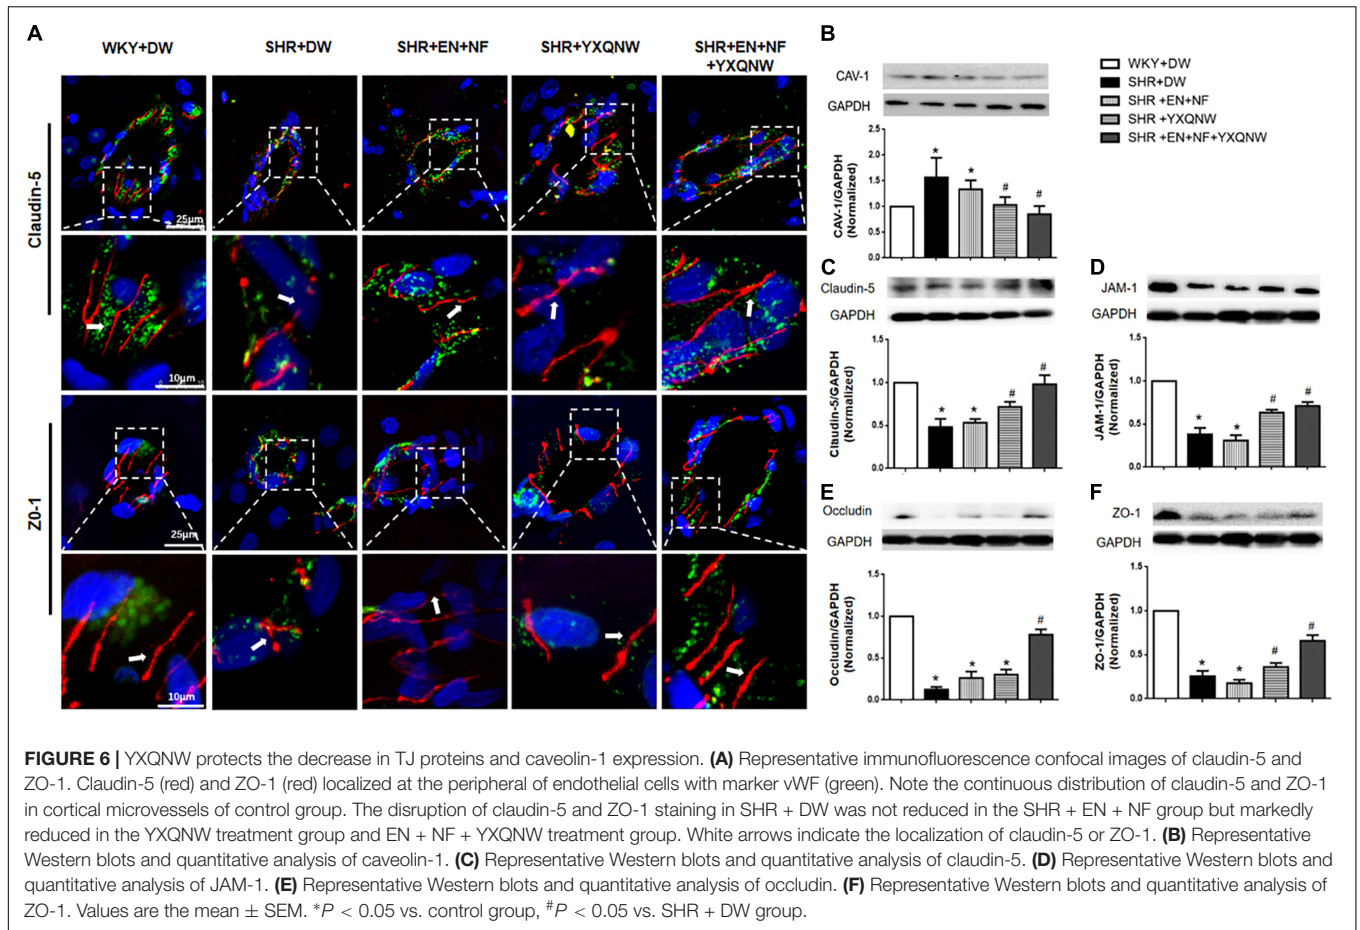 A
WKY+DW
SHR+DW
SHR+EN+NF
SHR+YXQNW
SHR+EN+NF
+YXQNW
Claudin-5
25μm
10μm
ZO-1
25μm
10μm
B
CAV-1
GAPDH
CAV-1/GAPDH
(Normalized)
2.5
2.0
1.5
1.0
0.5
0.0
*
*
#
#
WKY+DW
SHR+DW
SHR +EN+NF
SHR +YXQNW
SHR +EN+NF+YXQNW
C
Claudin-5
GAPDH
Claudin-5/GAPDH
(Normalized)
1.5
1.0
0.5
0.0
*
*
#
#
D
JAM-1
GAPDH
JAM-1/GAPDH
(Normalized)
1.5
1.0
0.5
0.0
*
*
#
#
E
Occludin
GAPDH
Occludin/GAPDH
(Normalized)
1.5
1.0
0.5
0.0
*
*
*
#
F
ZO-1
GAPDH
ZO-1/GAPDH
(Normalized)
1.5
1.0
0.5
0.0
*
*
#
#
FIGURE 6 | YXQNW protects the decrease in TJ proteins and caveolin-1 expression. (A) Representative immunofluorescence confocal images of claudin-5 and
ZO-1. Claudin-5 (red) and ZO-1 (red) localized at the peripheral of endothelial cells with marker vWF (green). Note the continuous distribution of claudin-5 and ZO-1
in cortical microvessels of control group. The disruption of claudin-5 and ZO-1 staining in SHR + DW was not reduced in the SHR + EN + NF group but markedly
reduced in the YXQNW treatment group and EN + NF + YXQNW treatment group. White arrows indicate the localization of claudin-5 or ZO-1. (B) Representative
Western blots and quantitative analysis of caveolin-1. (C) Representative Western blots and quantitative analysis of claudin-5. (D) Representative Western blots and
quantitative analysis of JAM-1. (E) Representative Western blots and quantitative analysis of occludin. (F) Representative Western blots and quantitative analysis of
ZO-1. Values are the mean ± SEM. *P < 0.05 vs. control group, #P < 0.05 vs. SHR + DW group.